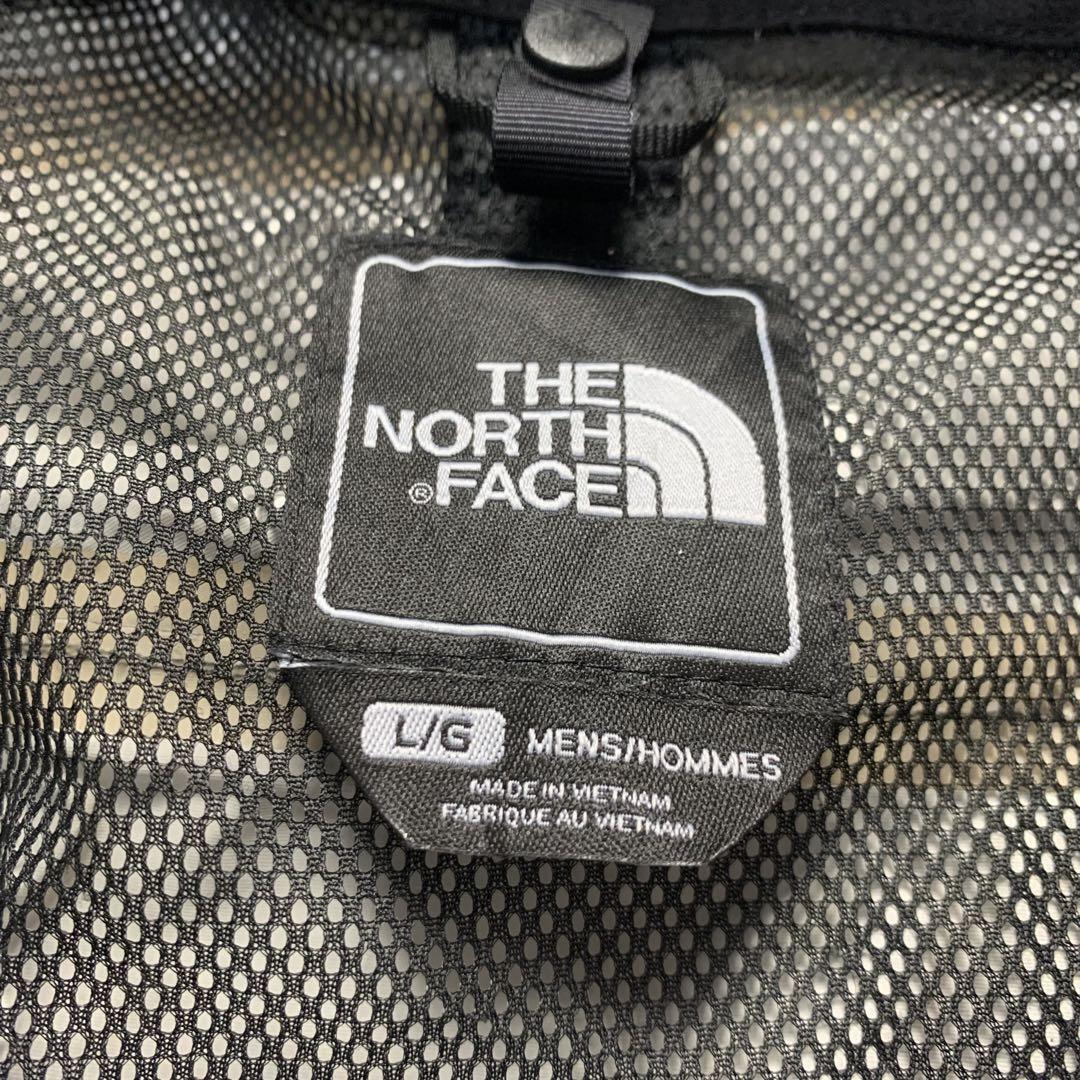 THE
NORTH
®FACE
L/G MENS/HOMMES
MADE IN VIETNAM
FABRIQUE AU VIETNAM